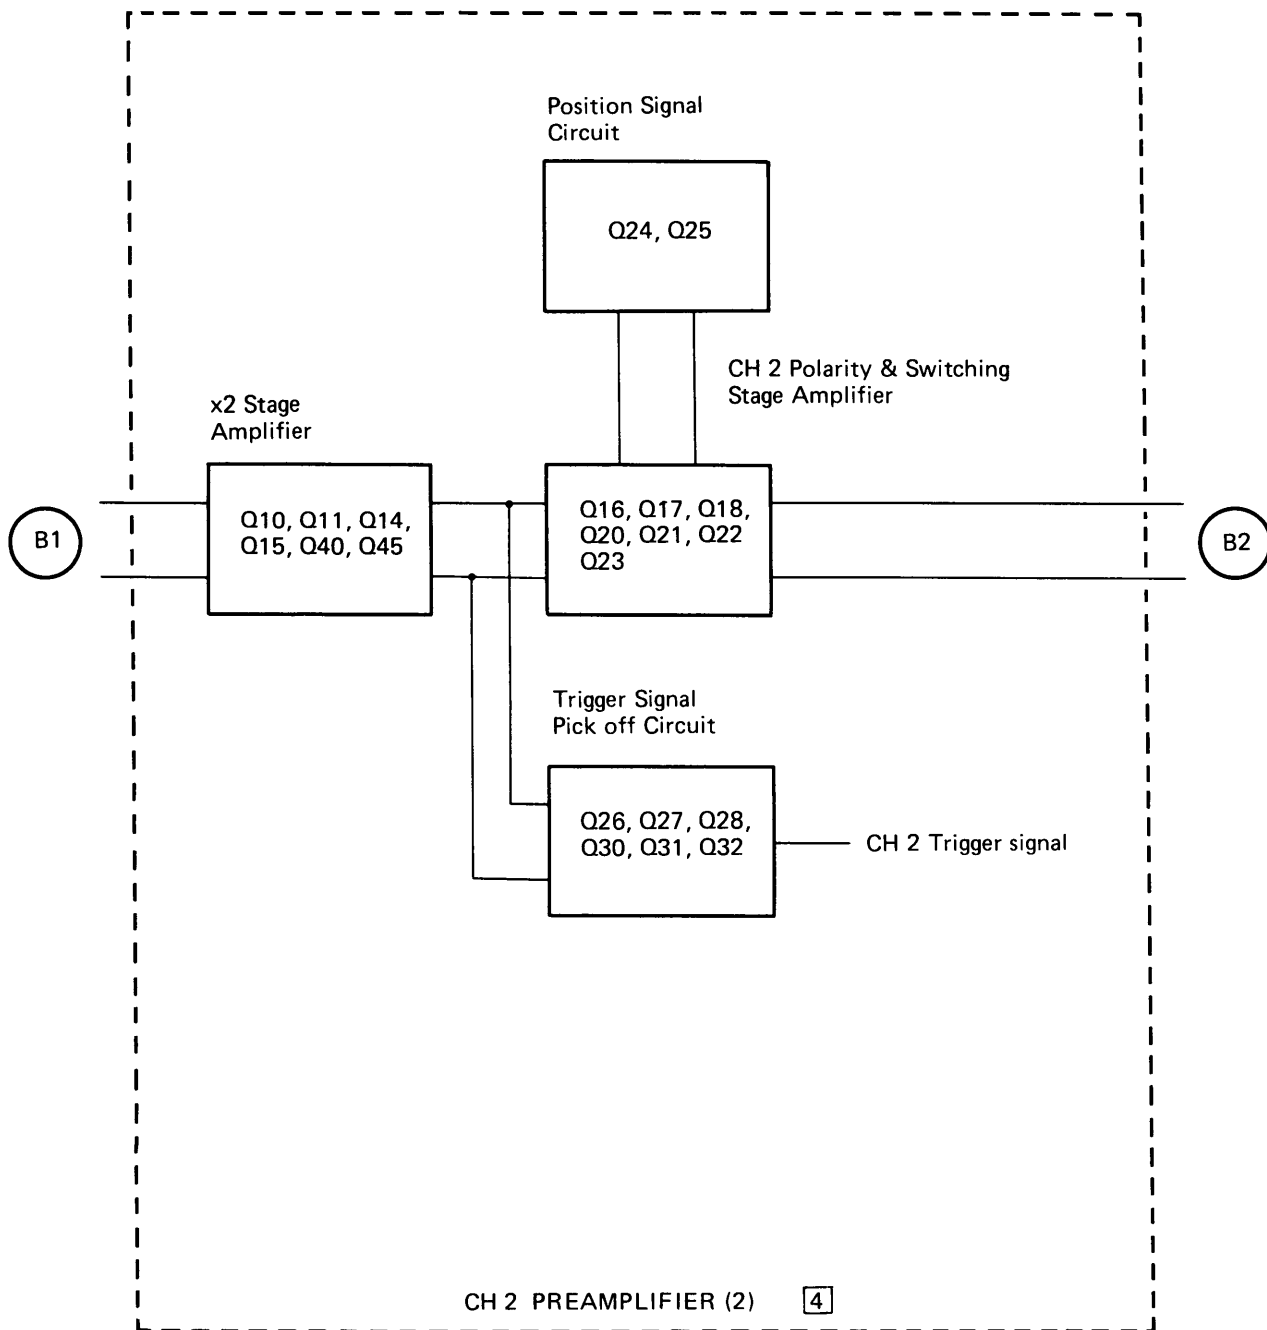 Position Signal
Circuit
Q24, Q25
CH 2 Polarity & Switching
Stage Amplifier
x2 Stage
Amplifier
B1
Q10, Q11, Q14,
Q15, Q40, Q45
Q16, Q17, Q18,
Q20, Q21, Q22
Q23
B2
Trigger Signal
Pick off Circuit
Q26, Q27, Q28,
Q30, Q31, Q32
CH 2 Trigger signal
CH 2 PREAMPLIFIER (2) 4